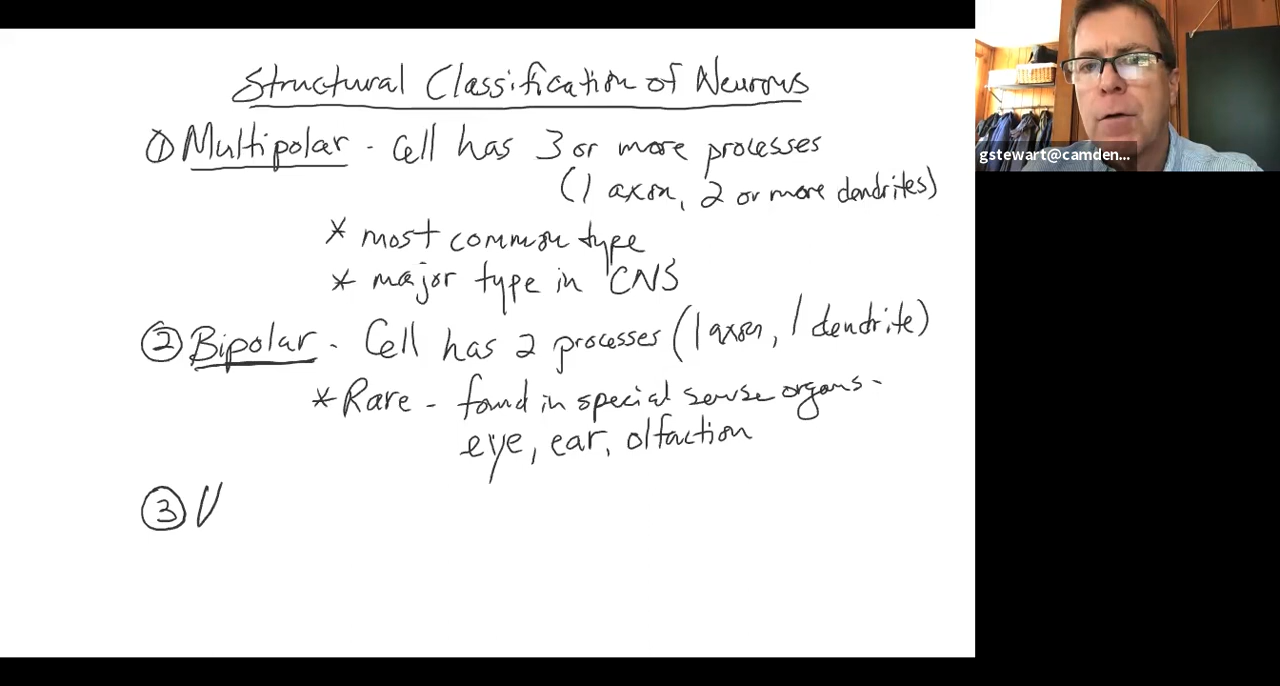 Structural Classification of Neurons
① Multipolar - Cell has 3 or more processes
(1 axon, 2 or more dendrites)
* most common type
* major type in CNS
② Bipolar - Cell has 2 processes (1 axon, 1 dendrite)
* Rare - found in special sense organs -
eye, ear, olfaction
③ U
gstewart@camden...